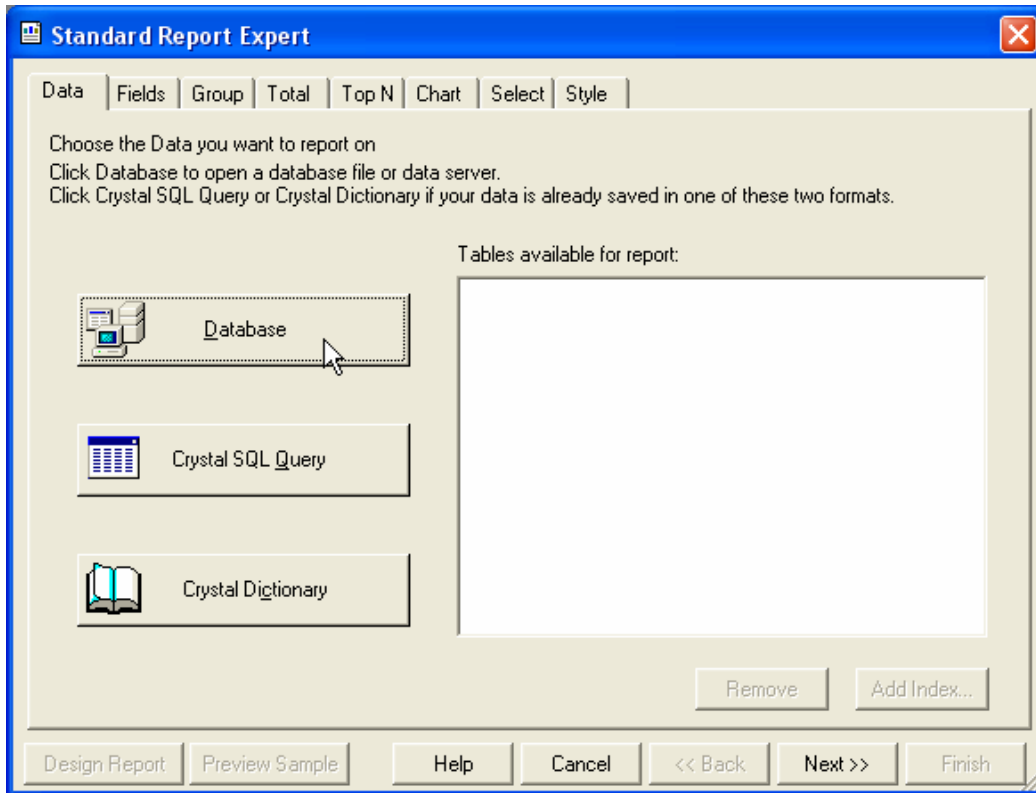 Standard Report Expert
Data Fields Group Total Top N Chart Select Style
Choose the Data you want to report on
Click Database to open a database file or data server.
Click Crystal SQL Query or Crystal Dictionary if your data is already saved in one of these two formats.
Tables available for report:
Database
Crystal SQL Query
Crystal Dictionary
Remove Add Index...
Design Report Preview Sample Help Cancel << Back Next >> Finish